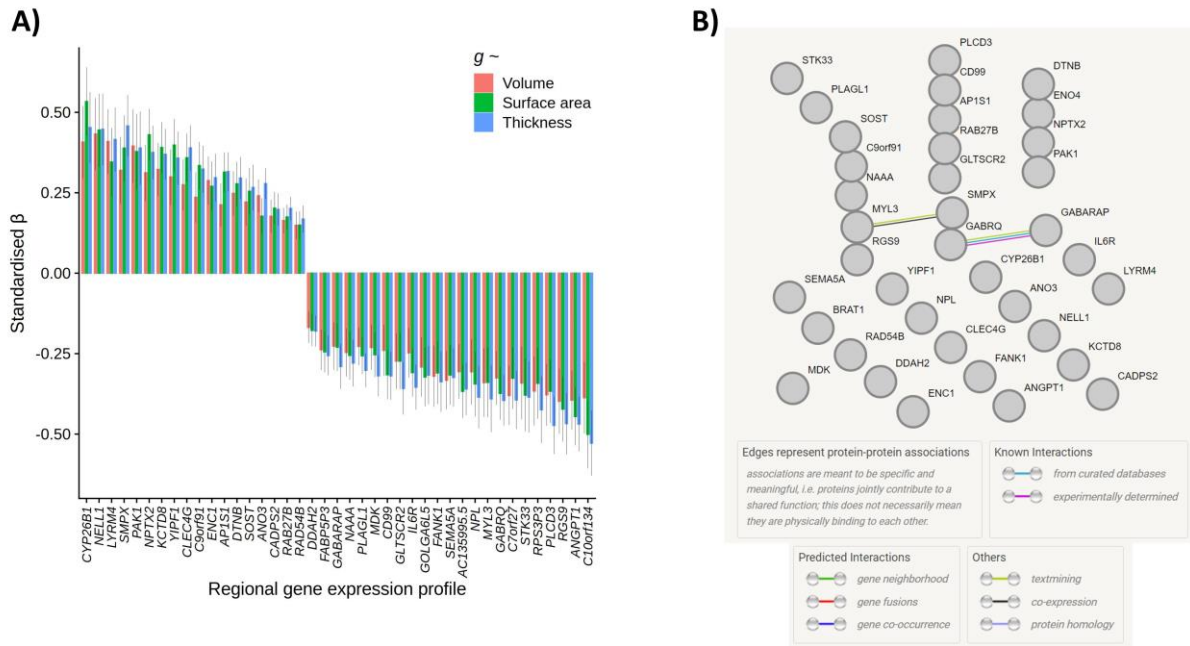 A)
g ~
Volume
Surface area
Thickness
0.50
0.25
0.00
-0.25
-0.50
Standardised β
CYP26B1
NELL1
LYRM4
SMPX
PAK1
NPTX2
KCTD8
YIPF1
CLEC4G
C9orf91
ENC1
AP1S1
DTNB
SOST
ANO3
CADPS2
RAB27B
RAD54B
DDAH2
FABP5P3
GABARAP
NAAA
PLAGL1
MDK
CD99
GLTSCR2
IL6R
GOLGA6L5
FANK1
SEMA5A
AC135995.5
NPL
MYL3
GABRQ
C7orf27
STK33
RPS3P3
PLCD3
RGS9
ANGPT1
C10orf134
Regional gene expression profile
B)
PLCD3
STK33
CD99
DTNB
PLAGL1
AP1S1
ENO4
SOST
RAB27B
NPTX2
C9orf91
GLTSCR2
PAK1
NAAA
SMPX
MYL3
GABRQ
GABARAP
RGS9
CYP26B1
IL6R
SEMA5A
YIPF1
ANO3
LYRM4
BRAT1
NPL
NELL1
RAD54B
CLEC4G
KCTD8
MDK
DDAH2
FANK1
CADPS2
ENC1
ANGPT1
Edges represent protein-protein associations
associations are meant to be specific and
meaningful, i.e. proteins jointly contribute to a
shared function; this does not necessarily mean
they are physically binding to each other.
Known Interactions
from curated databases
experimentally determined
Predicted Interactions
gene neighborhood
gene fusions
gene co-occurrence
Others
textmining
co-expression
protein homology